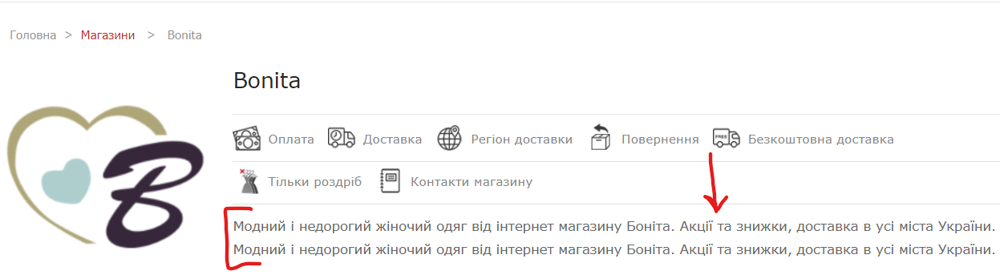 Головна > Магазини > Bonita
Bonita
Оплата Доставка Регіон доставки Повернення FREE Безкоштовна доставка
Тільки роздріб Контакти магазину
B
Модний і недорогий жіночий одяг від інтернет магазину Боніта. Акції та знижки, доставка в усі міста України.
Модний і недорогий жіночий одяг від інтернет магазину Боніта. Акції та знижки, доставка в усі міста України.